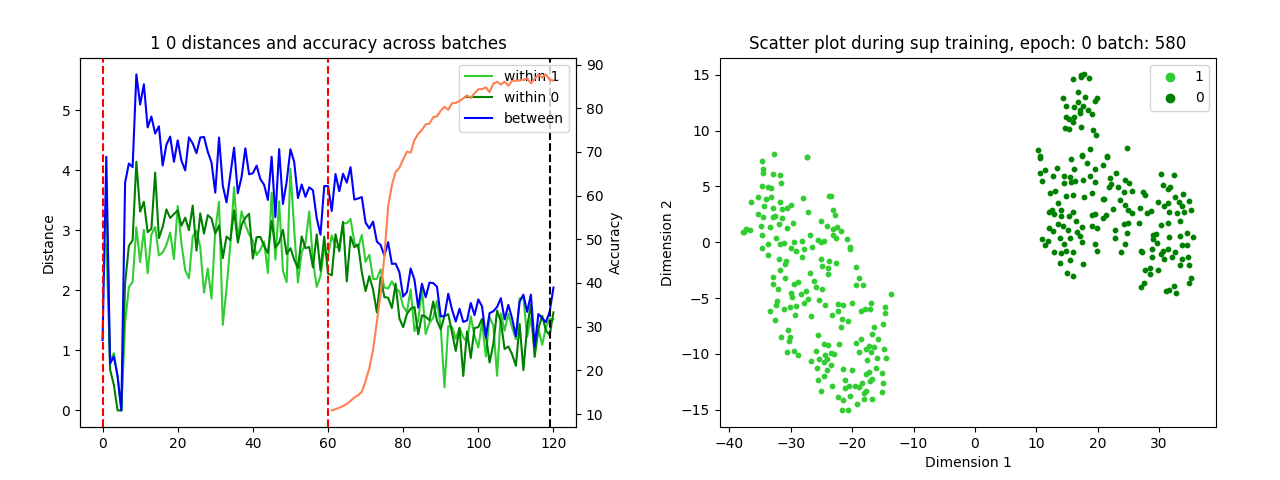 1 0 distances and accuracy across batches
Distance
5
4
3
2
1
0
within 1
within 0
between
90
80
70
60
50
40
30
20
10
Accuracy
0 20 40 60 80 100 120
Scatter plot during sup training, epoch: 0 batch: 580
Dimension 2
15
10
5
0
−5
−10
−15
1
0
−40 −30 −20 −10 0 10 20 30
Dimension 1